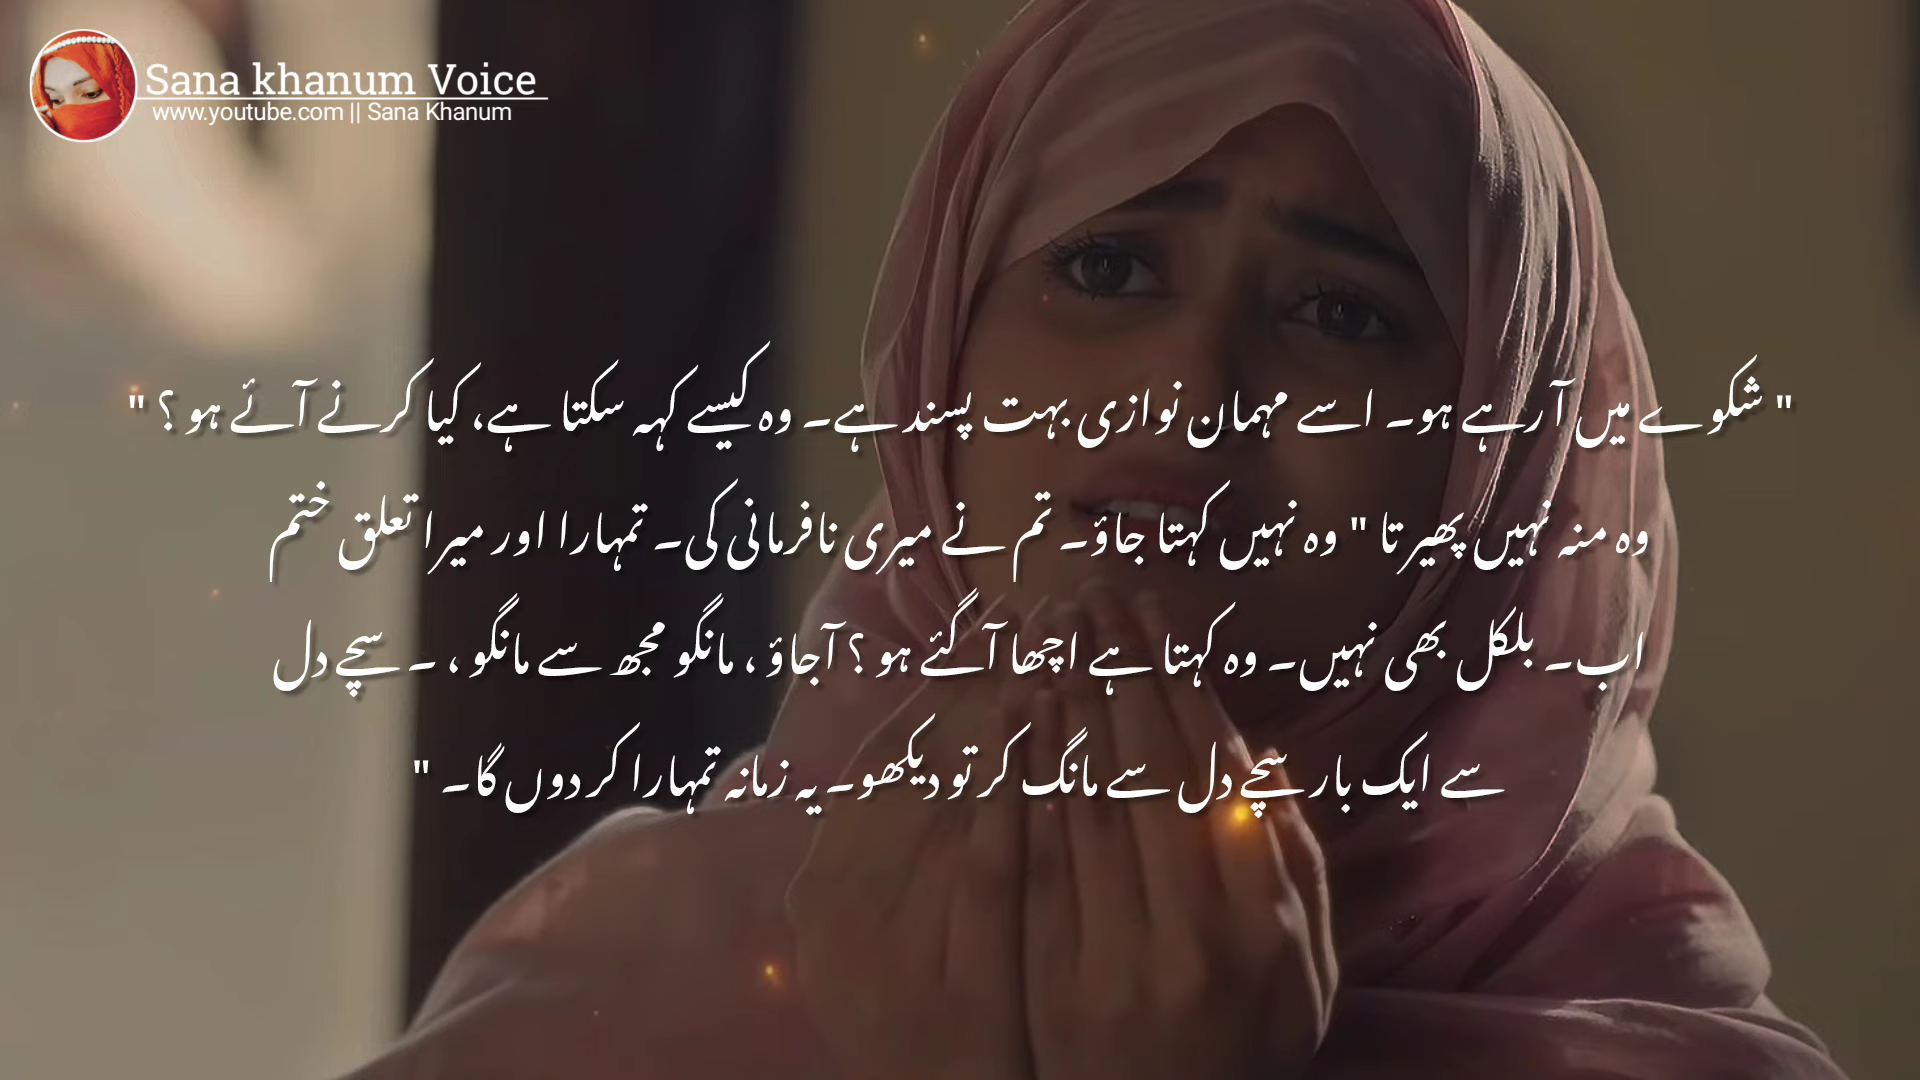 Sana khanum Voice
www.youtube.com || Sana Khanum
" شکوے میں آ رہے ہو۔ اسے مہمان نوازی بہت پسند ہے۔ وہ کیسے کہہ سکتا ہے، کیا کرنے آئے ہو ؟ "
وہ منہ نہیں پھیرتا " وہ نہیں کہتا جاؤ۔ تم نے میری نافرمانی کی۔ تمہارا اور میرا تعلق ختم
اب۔ بلکل بھی نہیں۔ وہ کہتا ہے اچھا آگئے ہو ؟ آجاؤ ، مانگو مجھ سے مانگو ، ۔ سچے دل
سے ایک بار سچے دل سے مانگ کر تو دیکھو۔ یہ زمانہ تمہارا کر دوں گا۔ "